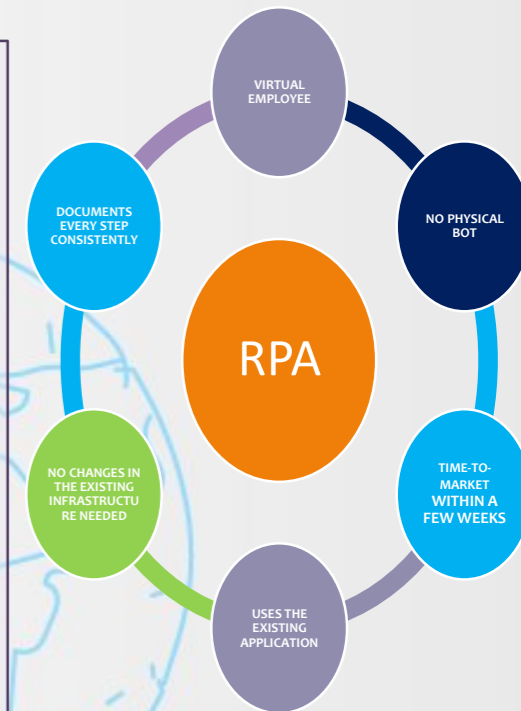 VIRTUAL
EMPLOYEE
DOCUMENTS
EVERY STEP
CONSISTENTLY
NO PHYSICAL
BOT
RPA
NO CHANGES IN
THE EXISTING
INFRASTRUCTU
RE NEEDED
TIME-TO-
MARKET
WITHIN A
FEW WEEKS
USES THE
EXISTING
APPLICATION